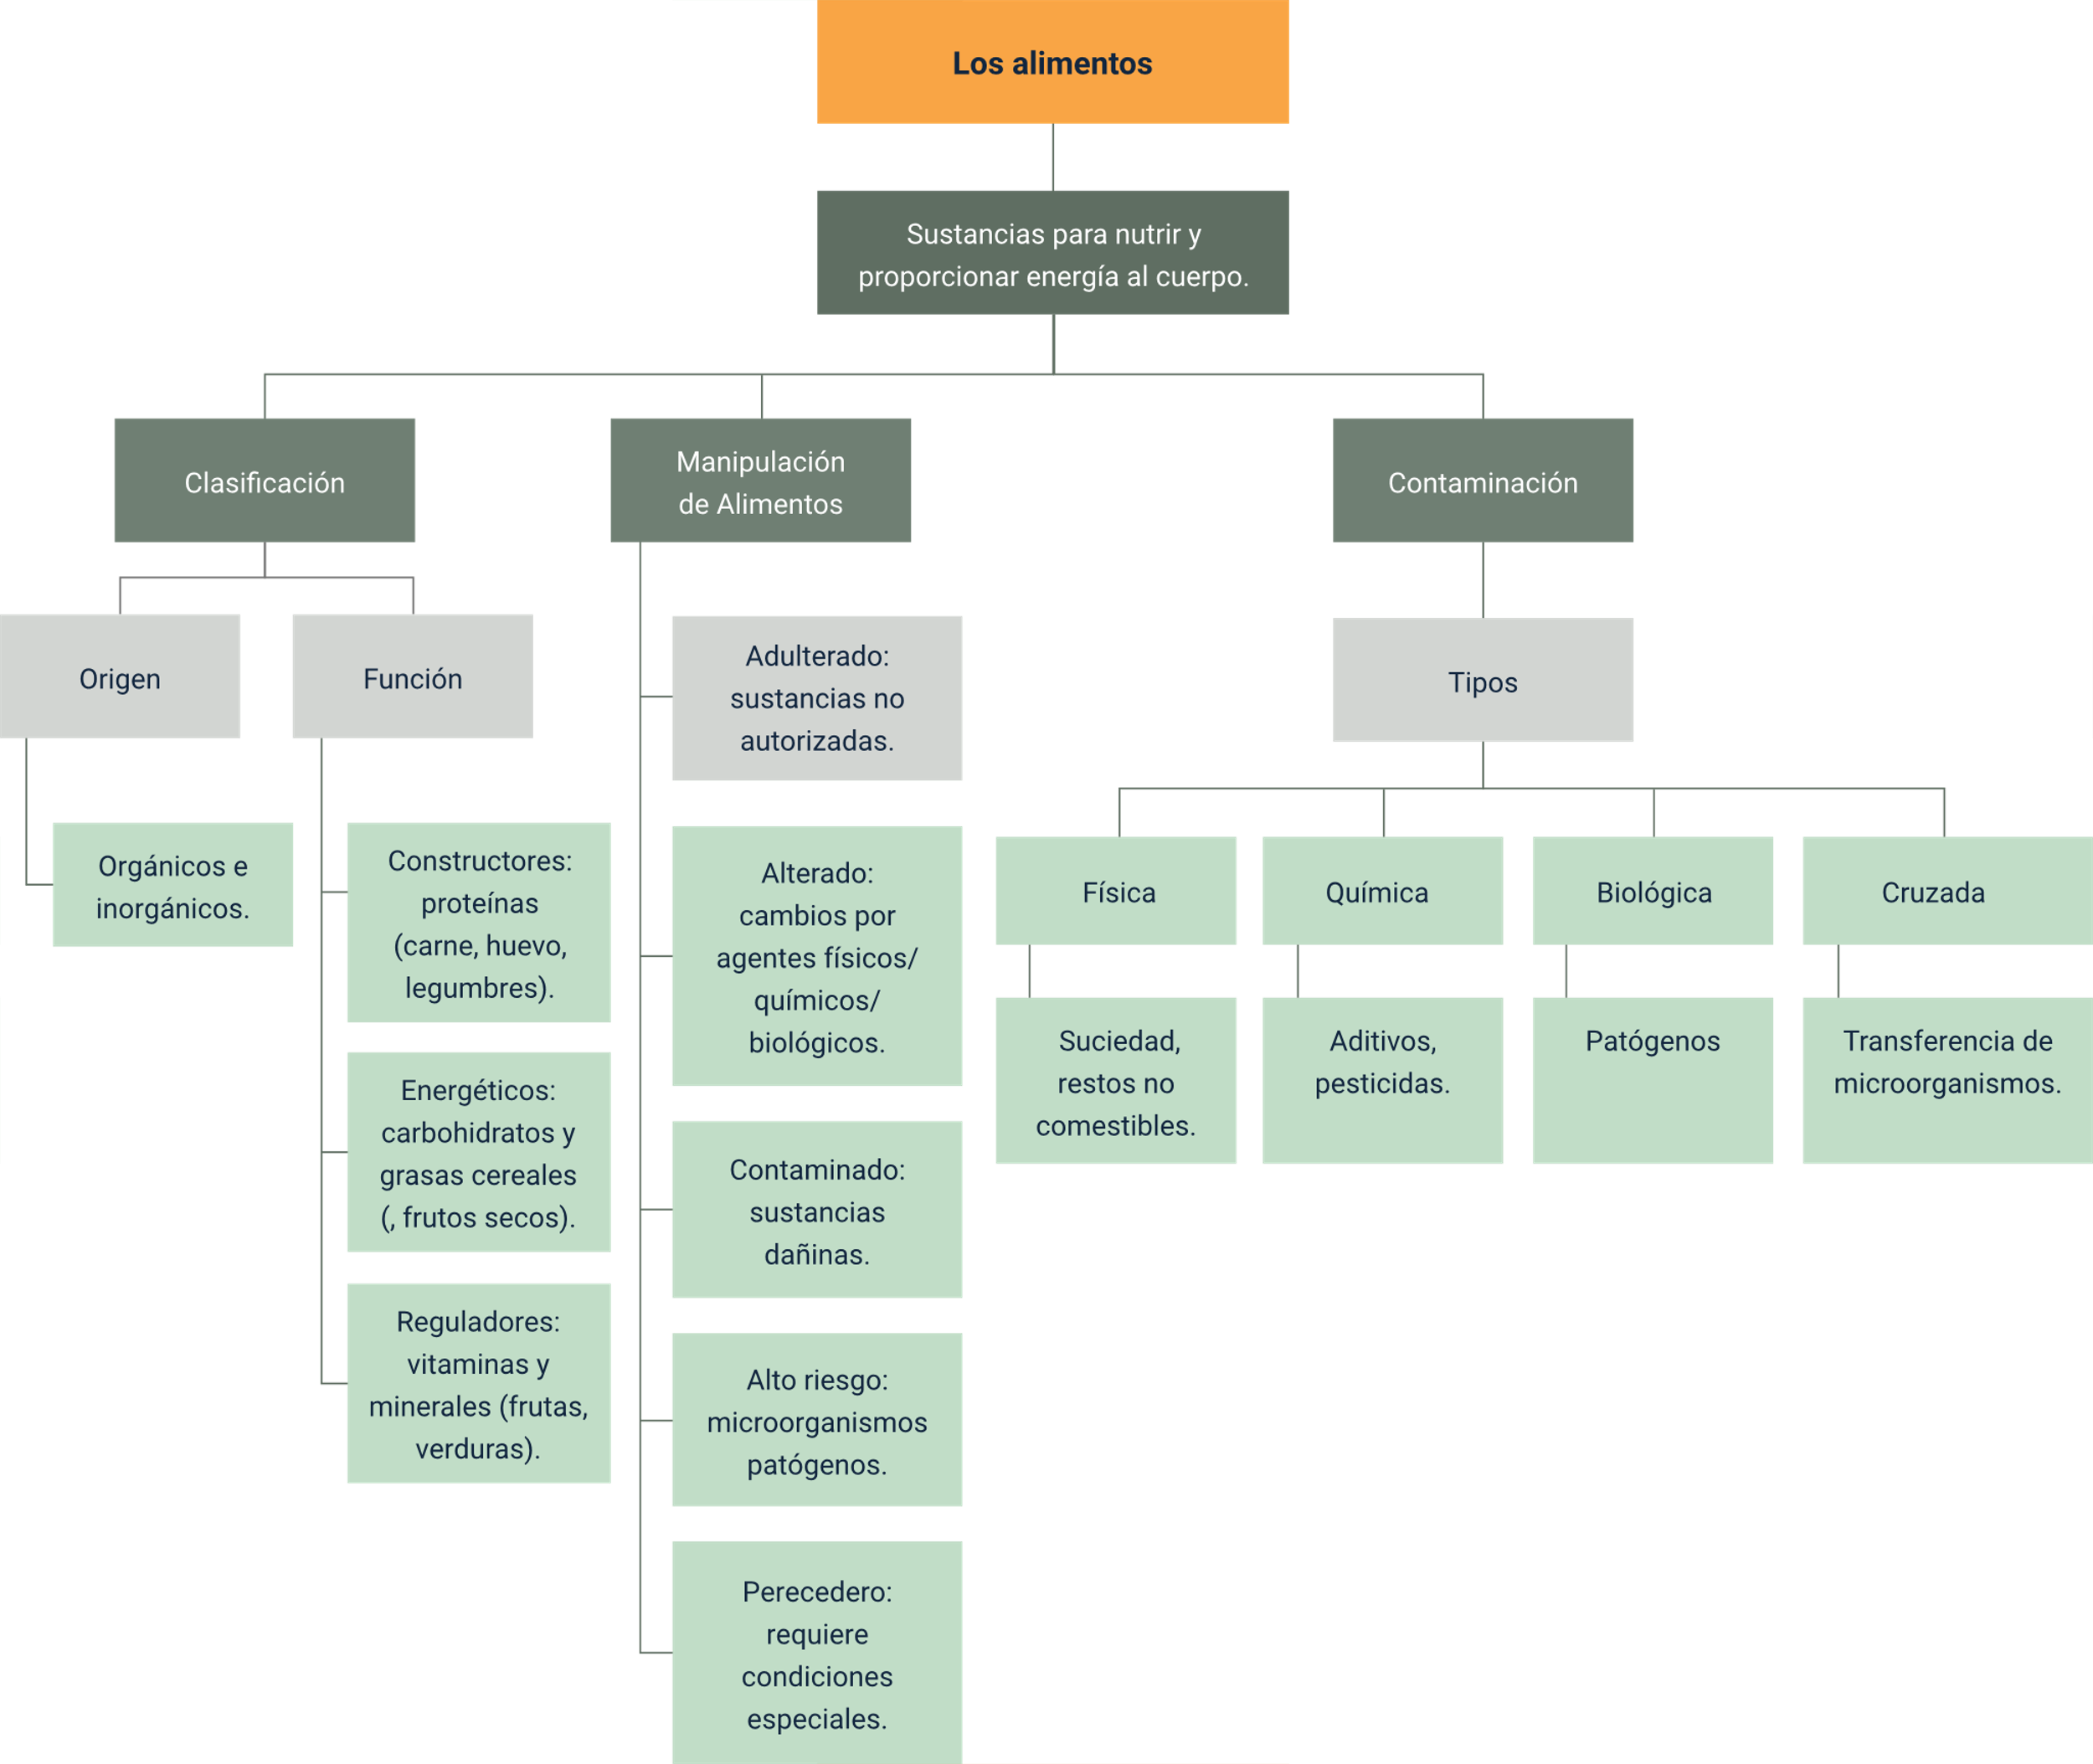 Los alimentos
Sustancias para nutrir y
proporcionar energía al cuerpo.
Clasificación
Manipulación
de Alimentos
Contaminación
Origen
Función
Orgánicos e
inorgánicos.
Constructores:
proteínas
(carne, huevo,
legumbres).
Energéticos:
carbohidratos y
grasas cereales
(, frutos secos).
Reguladores:
vitaminas y
minerales (frutas,
verduras).
Adulterado:
sustancias no
autorizadas.
Alterado:
cambios por
agentes físicos/
químicos/
biológicos.
Contaminado:
sustancias
dañinas.
Alto riesgo:
microorganismos
patógenos.
Perecedero:
requiere
condiciones
especiales.
Tipos
Física
Química
Biológica
Cruzada
Suciedad,
restos no
comestibles.
Aditivos,
pesticidas.
Patógenos
Transferencia de
microorganismos.